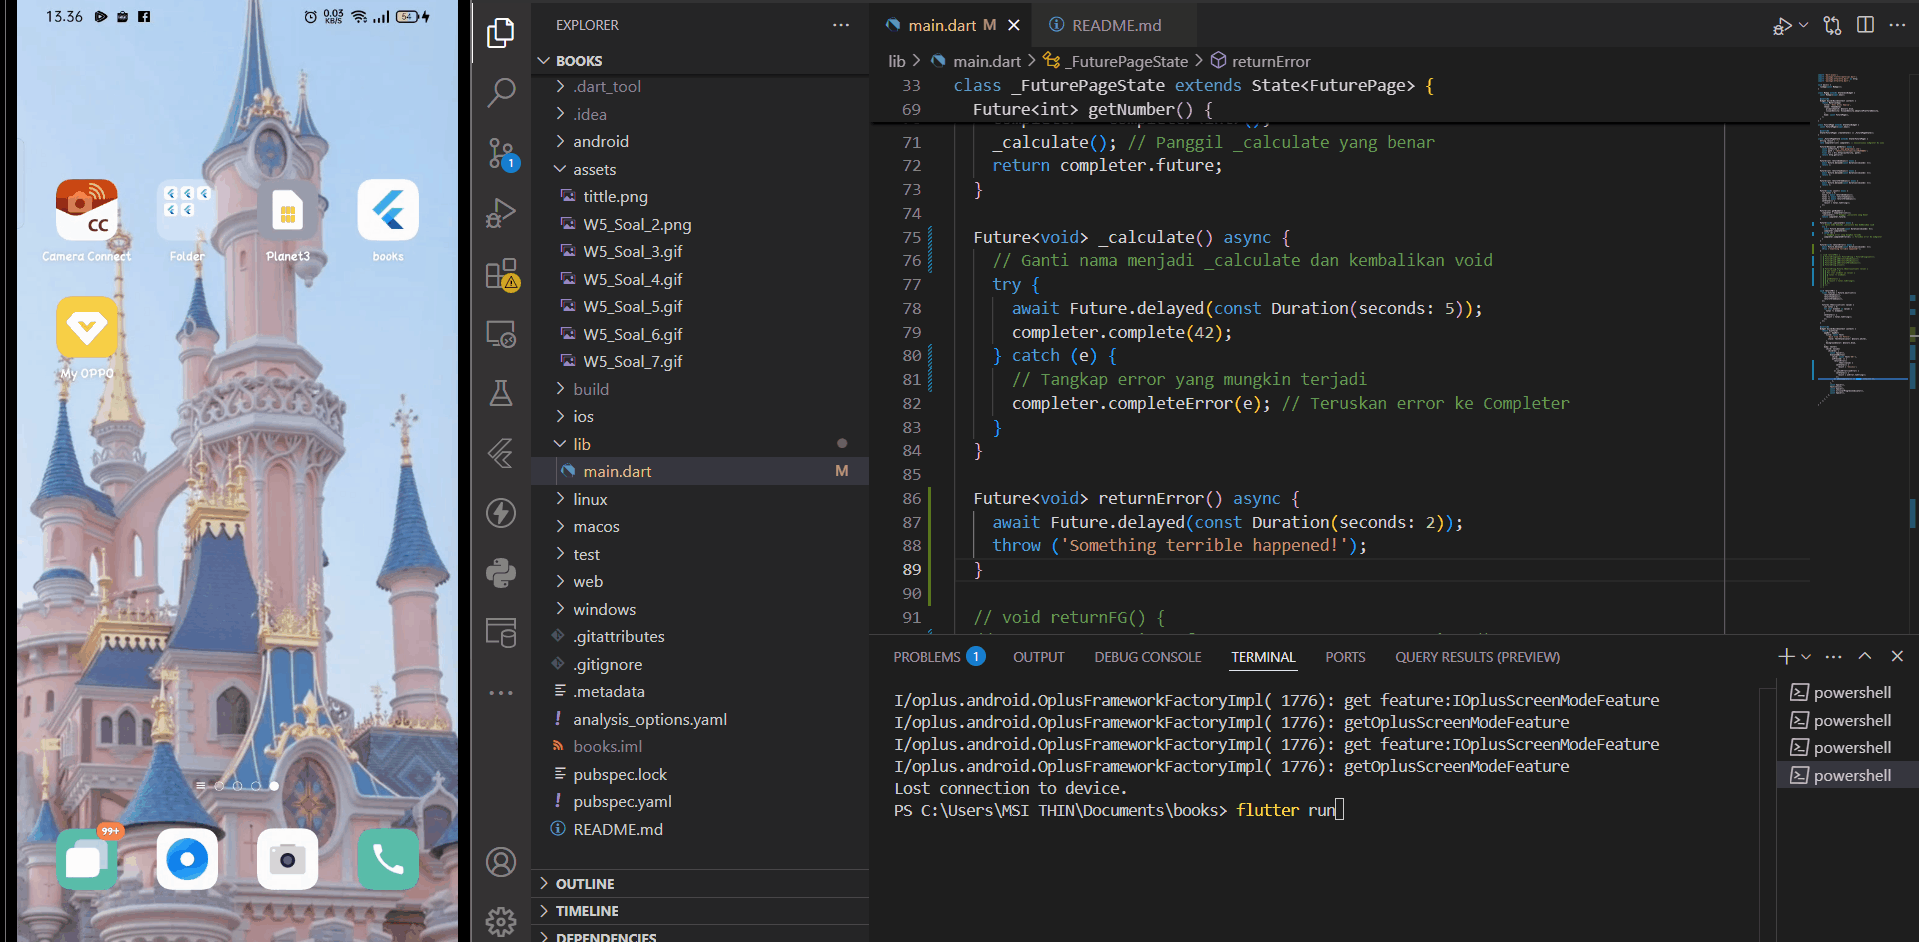 13.36
0.03
KB/S
54
CC
Camera Connect
Folder
Planet3
books
My OPPO
99+
1
EXPLORER
BOOKS
.dart_tool
.idea
android
assets
tittle.png
W5_Soal_2.png
W5_Soal_3.gif
W5_Soal_4.gif
W5_Soal_5.gif
W5_Soal_6.gif
W5_Soal_7.gif
build
ios
lib
main.dart M
linux
macos
test
web
windows
.gitattributes
.gitignore
.metadata
analysis_options.yaml
books.iml
pubspec.lock
pubspec.yaml
README.md
OUTLINE
TIMELINE
DEPENDENCIES
main.dart M README.md
lib > main.dart > _FuturePageState > returnError
33 class _FuturePageState extends State<FuturePage> {
69 Future<int> getNumber() {
71 _calculate(); // Panggil _calculate yang benar
72 return completer.future;
73 }
74
75 Future<void> _calculate() async {
76 // Ganti nama menjadi _calculate dan kembalikan void
77 try {
78 await Future.delayed(const Duration(seconds: 5));
79 completer.complete(42);
80 } catch (e) {
81 // Tangkap error yang mungkin terjadi
82 completer.completeError(e); // Teruskan error ke Completer
83 }
84 }
85
86 Future<void> returnError() async {
87 await Future.delayed(const Duration(seconds: 2));
88 throw ('Something terrible happened!');
89 }
90
91 // void returnFG() {
PROBLEMS 1 OUTPUT DEBUG CONSOLE TERMINAL PORTS QUERY RESULTS (PREVIEW)
I/oplus.android.OplusFrameworkFactoryImpl( 1776): get feature:IOplusScreenModeFeature
I/oplus.android.OplusFrameworkFactoryImpl( 1776): getOplusScreenModeFeature
I/oplus.android.OplusFrameworkFactoryImpl( 1776): get feature:IOplusScreenModeFeature
I/oplus.android.OplusFrameworkFactoryImpl( 1776): getOplusScreenModeFeature
Lost connection to device.
PS C:\Users\MSI THIN\Documents\books> flutter run
powershell
powershell
powershell
powershell